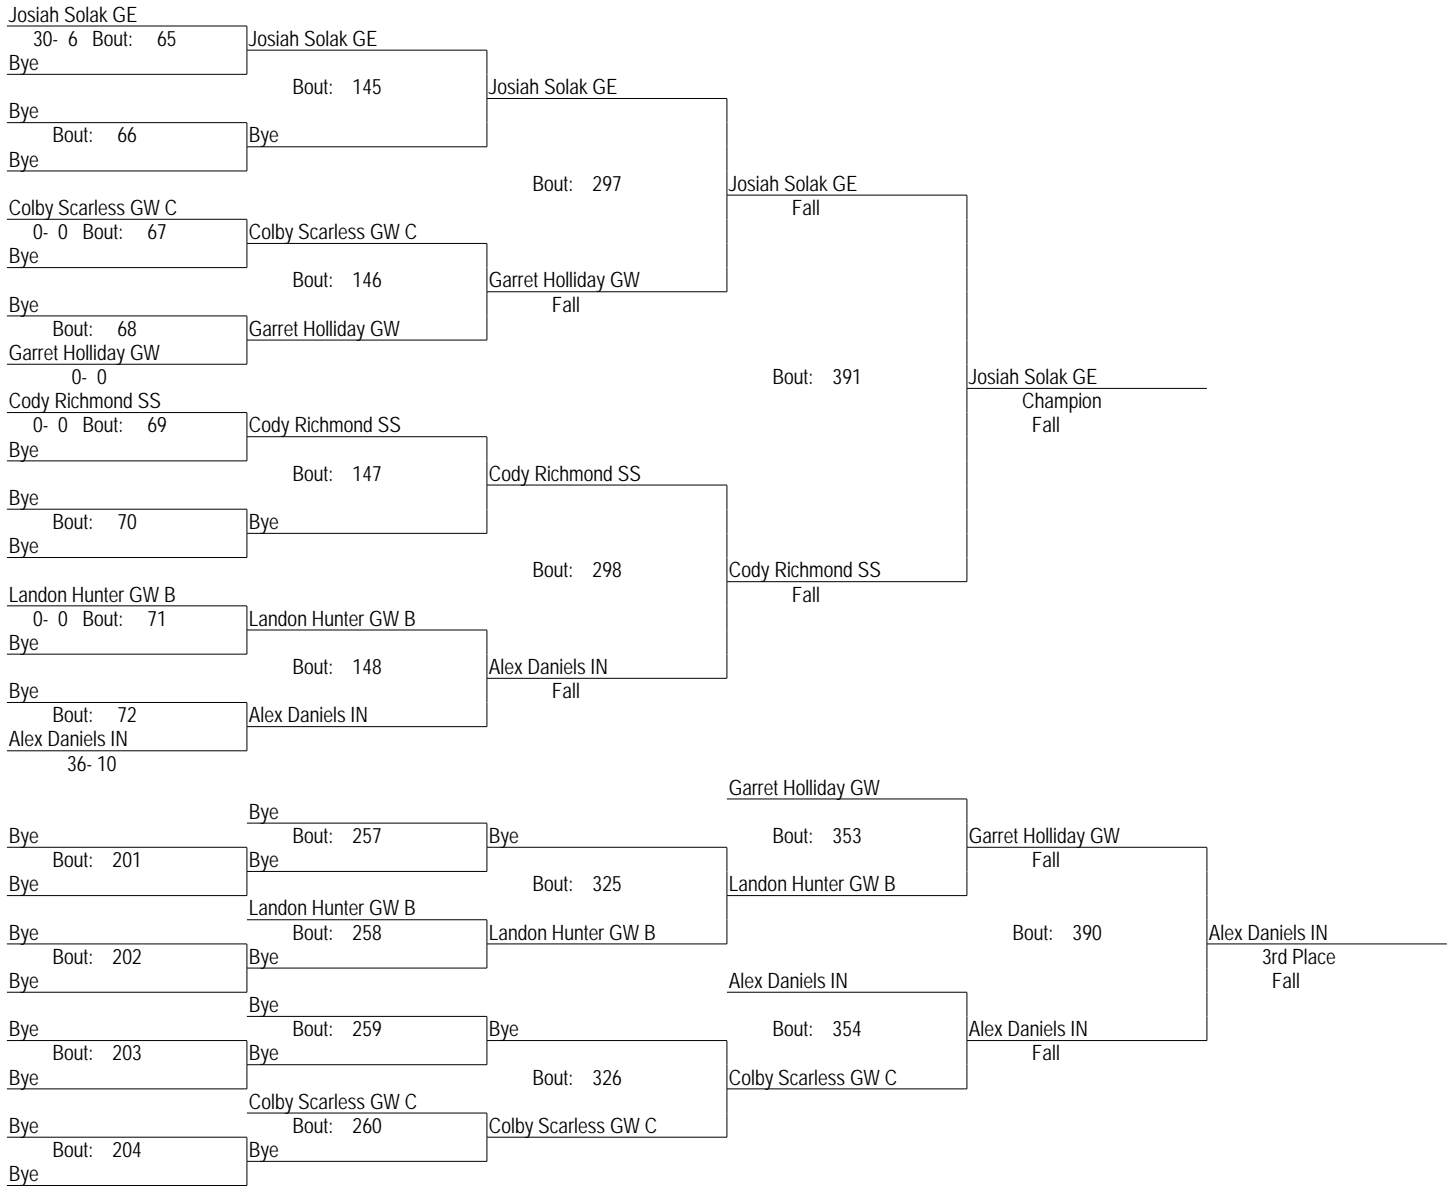 Josiah Solak GE
30- 6 Bout: 65 Josiah Solak GE
Bye
Bout: 145 Josiah Solak GE
Bye
Bout: 66 Bye
Bye
Bout: 297 Josiah Solak GE
Colby Scarless GW C Fall
0- 0 Bout: 67 Colby Scarless GW C
Bye
Bout: 146 Garret Holliday GW
Bye Fall
Bout: 68 Garret Holliday GW
Garret Holliday GW
0- 0 Bout: 391 Josiah Solak GE
Cody Richmond SS Champion
0- 0 Bout: 69 Cody Richmond SS Fall
Bye
Bout: 147 Cody Richmond SS
Bye
Bout: 70 Bye
Bye
Bout: 298 Cody Richmond SS
Landon Hunter GW B Fall
0- 0 Bout: 71 Landon Hunter GW B
Bye
Bout: 148 Alex Daniels IN
Bye Fall
Bout: 72 Alex Daniels IN
Alex Daniels IN
36- 10
Garret Holliday GW
Bye
Bye Bout: 257 Bye Bout: 353 Garret Holliday GW
Bout: 201 Bye Fall
Bye Bout: 325 Landon Hunter GW B
Landon Hunter GW B
Bye Bout: 258 Landon Hunter GW B Bout: 390 Alex Daniels IN
Bout: 202 Bye 3rd Place
Bye Alex Daniels IN Fall
Bye
Bye Bout: 259 Bye Bout: 354 Alex Daniels IN
Bout: 203 Bye Fall
Bye Bout: 326 Colby Scarless GW C
Colby Scarless GW C
Bye Bout: 260 Colby Scarless GW C
Bout: 204 Bye
Bye